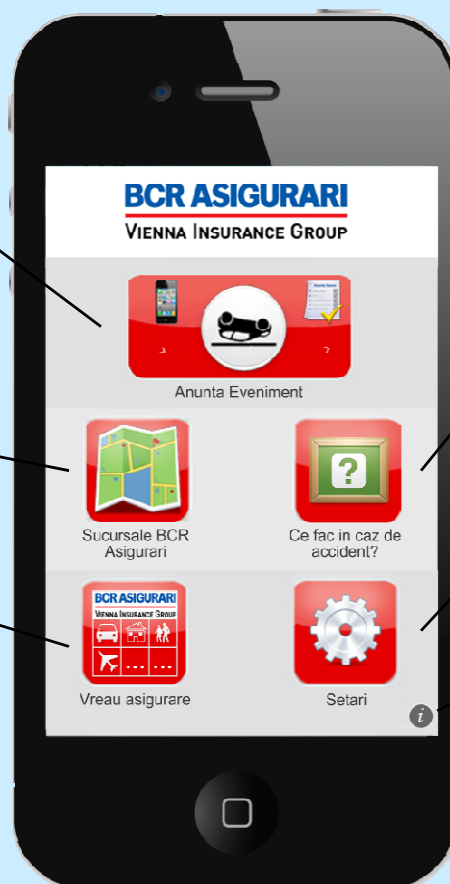 BCR ASIGURARI
VIENNA INSURANCE GROUP
Anunta Eveniment
Sucursale BCR
Asigurari
?
Ce fac in caz de
accident?
BCR ASIGURARI
VIENNA INSURANCE GROUP
... ...
Vreau asigurare
Setari
i